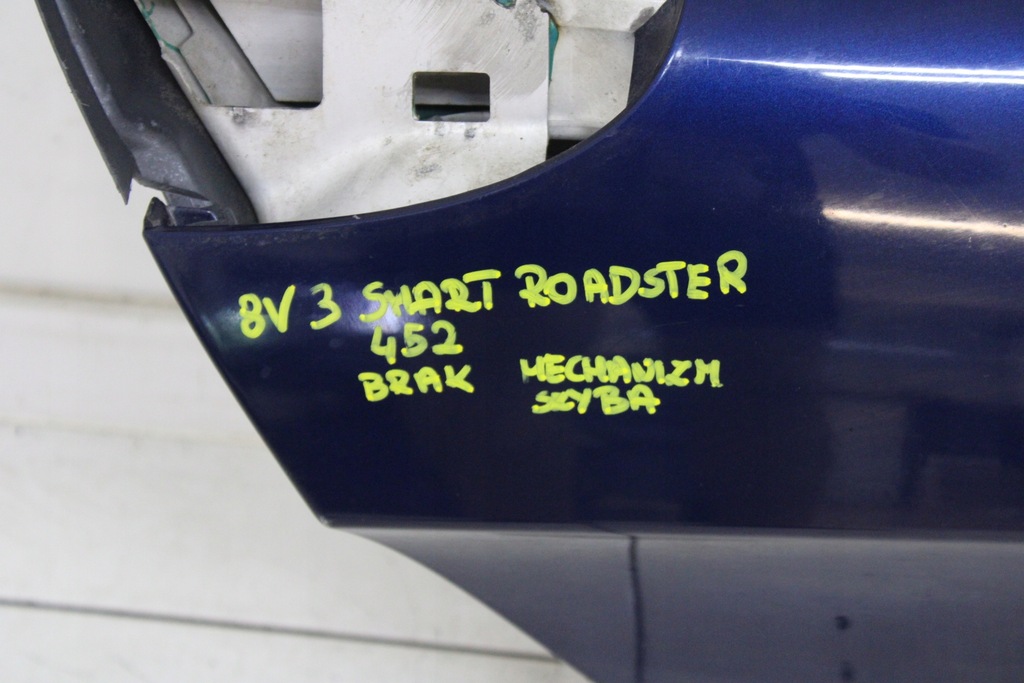 8V 3 SMART ROADSTER
452
BRAK MECHANIZM
SZYBA